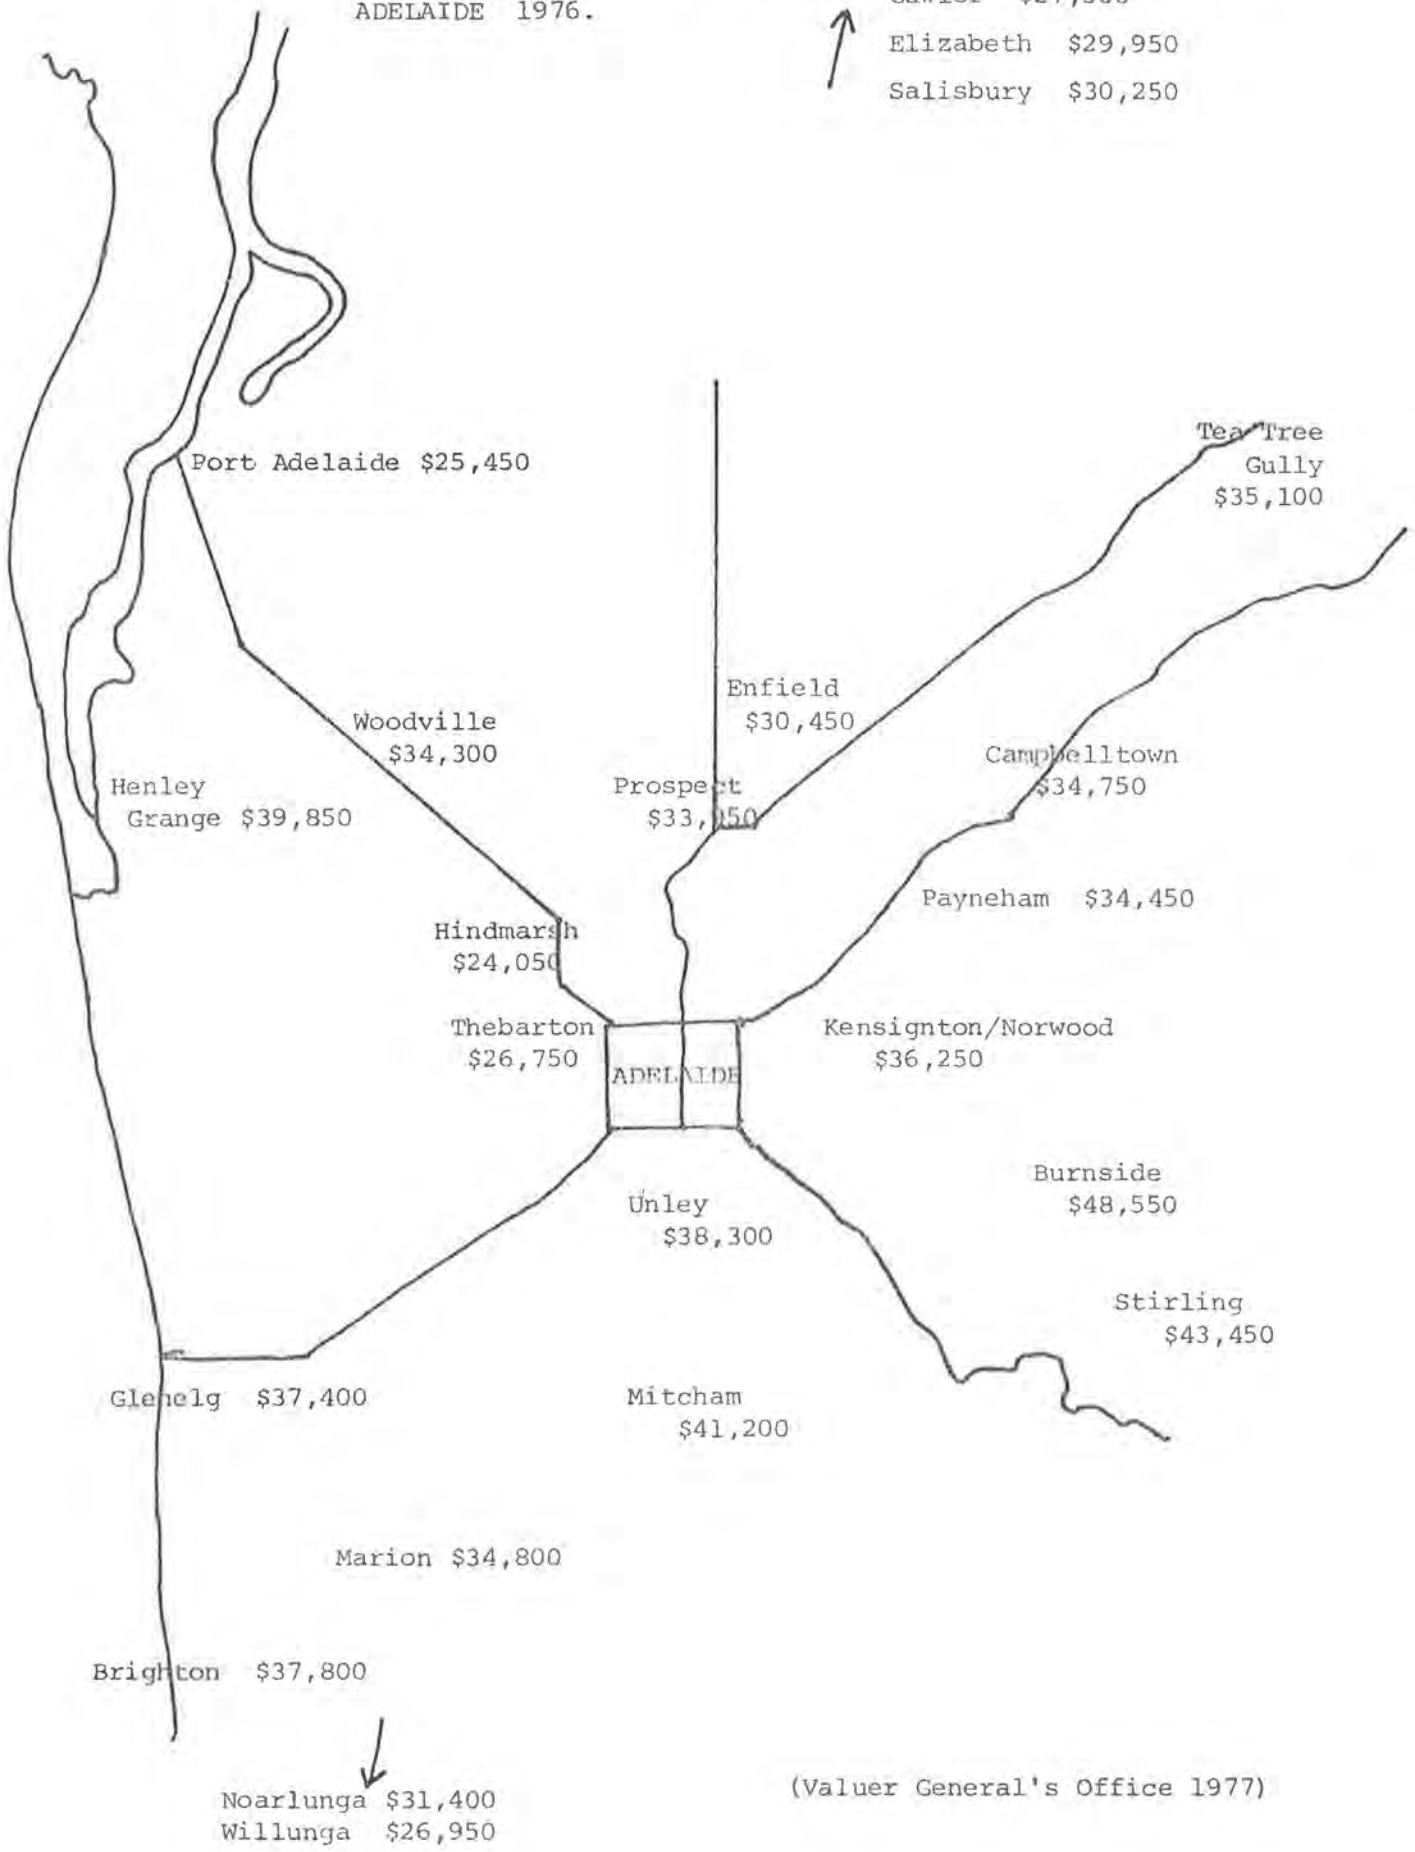 ADELAIDE 1976.
Elizabeth $29,950
Salisbury $30,250
Tea Tree
Gully
$35,100
Port Adelaide $25,450
Enfield
$30,450
Woodville
$34,300
Campbelltown
$34,750
Henley
Grange $39,850
Prospect
Payneham $34,450
Hindmarsh
$24,050
Thebarton
$26,750
Kensignton/Norwood
$36,250
ADELAIDE
Burnside
$48,550
Unley
$38,300
Stirling
$43,450
Glenelg $37,400
Mitcham
$41,200
Marion $34,800
Brighton $37,800
(Valuer General's Office 1977)
Noarlunga $31,400
Willunga $26,950